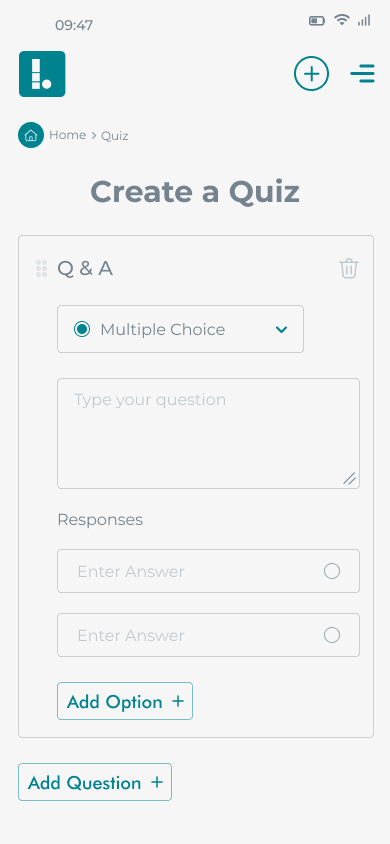 09:47
Home > Quiz
Create a Quiz
Q & A
Multiple Choice
Type your question
Responses
Enter Answer
Enter Answer
Add Option +
Add Question +